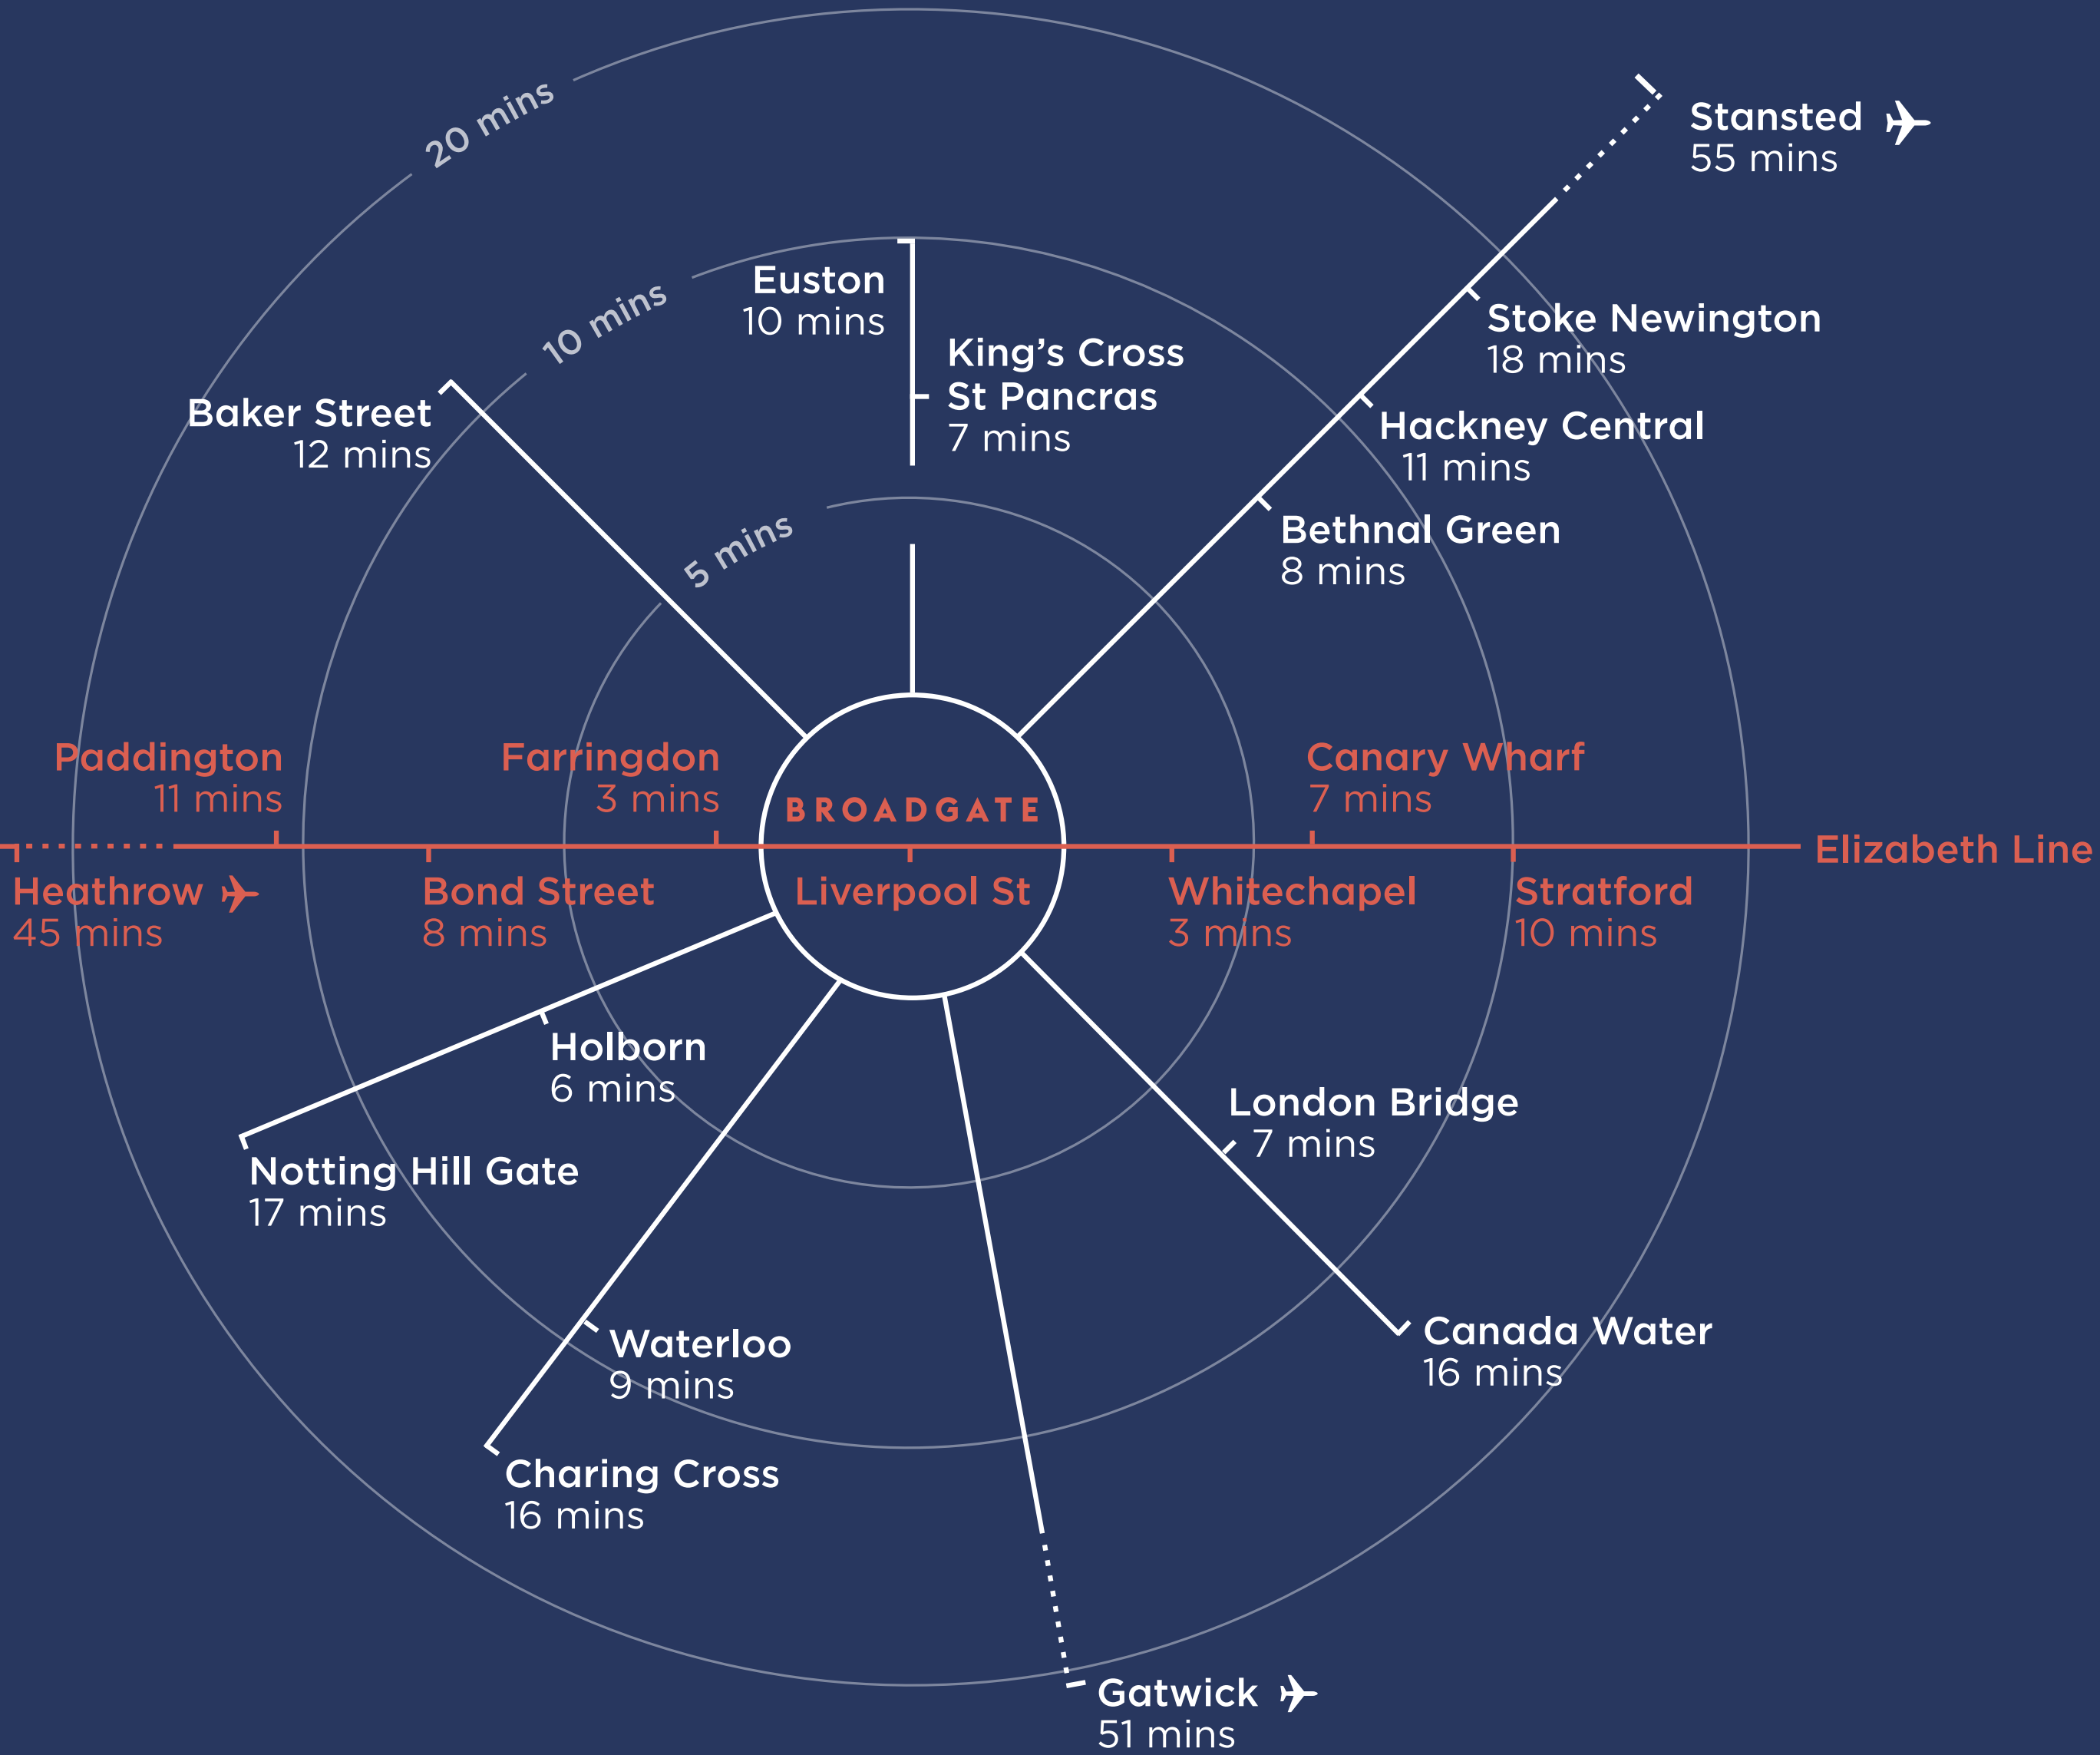 20 mins
10 mins
5 mins
Stansted
55 mins
Euston
10 mins
King’s Cross
St Pancras
7 mins
Stoke Newington
18 mins
Baker Street
12 mins
Hackney Central
11 mins
Bethnal Green
8 mins
Paddington
11 mins
Farringdon
3 mins
BROADGATE
Canary Wharf
7 mins
Elizabeth Line
Heathrow
45 mins
Bond Street
8 mins
Liverpool St
Whitechapel
3 mins
Stratford
10 mins
Holborn
6 mins
London Bridge
7 mins
Notting Hill Gate
17 mins
Waterloo
9 mins
Canada Water
16 mins
Charing Cross
16 mins
Gatwick
51 mins